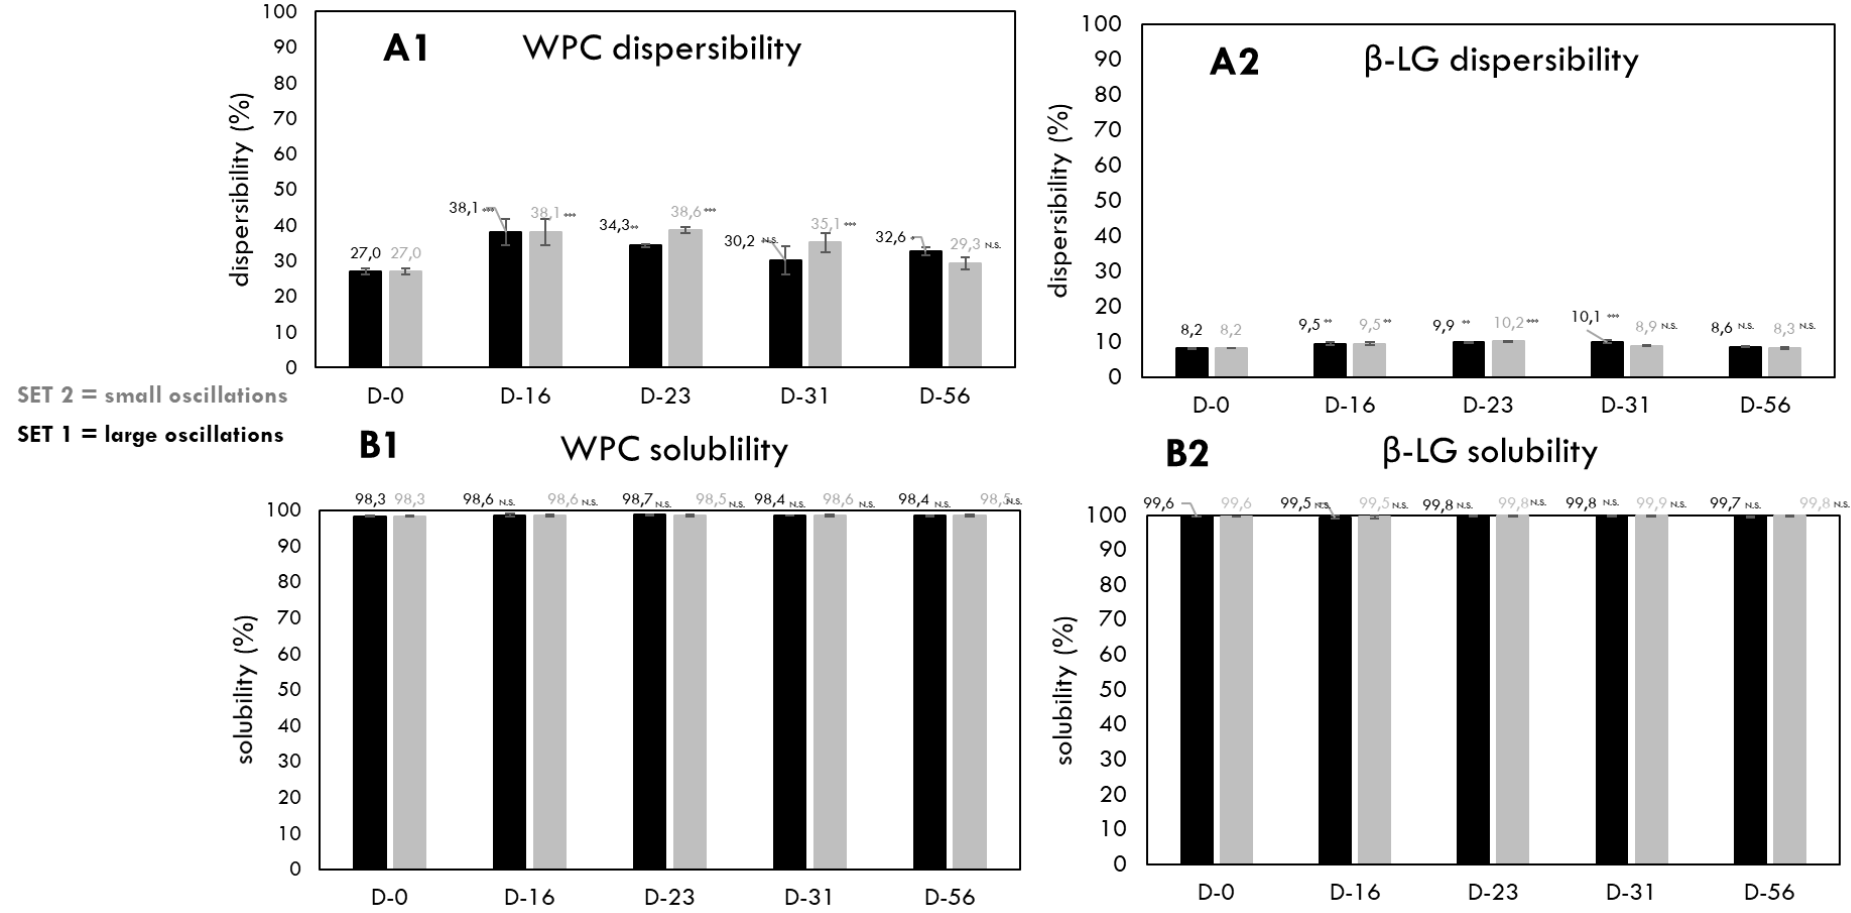 A1 WPC dispersibility
dispersibility (%)
100
90
80
70
60
50
40
30
20
10
0
27,0 27,0
38,1 *** 38,1 ***
34,3 ** 38,6 ***
30,2 N.S. 35,1 ***
32,6 * 29,3 N.S.
D-0 D-16 D-23 D-31 D-56
A2 β-LG dispersibility
dispersibility (%)
100
90
80
70
60
50
40
30
20
10
0
8,2 8,2
9,5 ** 9,5 **
9,9 ** 10,2 ***
10,1 *** 8,9 N.S.
8,6 N.S. 8,3 N.S.
D-0 D-16 D-23 D-31 D-56
SET 2 = small oscillations
SET 1 = large oscillations
B1 WPC solublility
solubility (%)
100
90
80
70
60
50
40
30
20
10
0
98,3 98,3
98,6 N.S. 98,6 N.S.
98,7 N.S. 98,5 N.S.
98,4 N.S. 98,6 N.S.
98,4 N.S. 98,5 N.S.
D-0 D-16 D-23 D-31 D-56
B2 β-LG solubility
solubility (%)
100
90
80
70
60
50
40
30
20
10
0
99,6 99,6
99,5 N.S. 99,5 N.S.
99,8 N.S. 99,8 N.S.
99,8 N.S. 99,9 N.S.
99,7 N.S. 99,8 N.S.
D-0 D-16 D-23 D-31 D-56